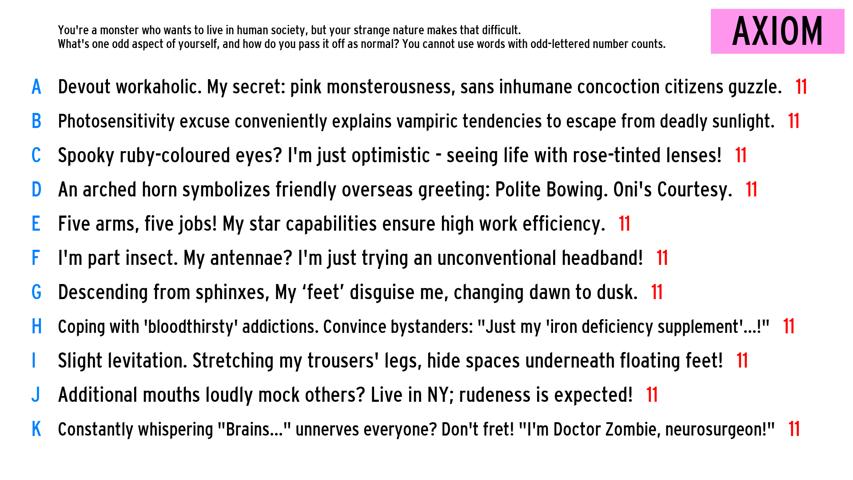 You're a monster who wants to live in human society, but your strange nature makes that difficult.
What's one odd aspect of yourself, and how do you pass it off as normal? You cannot use words with odd-lettered number counts.
AXIOM
A Devout workaholic. My secret: pink monsterousness, sans inhumane concoction citizens guzzle. 11
B Photosensitivity excuse conveniently explains vampiric tendencies to escape from deadly sunlight. 11
C Spooky ruby-coloured eyes? I'm just optimistic - seeing life with rose-tinted lenses! 11
D An arched horn symbolizes friendly overseas greeting: Polite Bowing. Oni's Courtesy. 11
E Five arms, five jobs! My star capabilities ensure high work efficiency. 11
F I'm part insect. My antennae? I'm just trying an unconventional headband! 11
G Descending from sphinxes, My ‘feet’ disguise me, changing dawn to dusk. 11
H Coping with 'bloodthirsty' addictions. Convince bystanders: "Just my 'iron deficiency supplement'...!" 11
I Slight levitation. Stretching my trousers' legs, hide spaces underneath floating feet! 11
J Additional mouths loudly mock others? Live in NY; rudeness is expected! 11
K Constantly whispering "Brains..." unnerves everyone? Don't fret! "I'm Doctor Zombie, neurosurgeon!" 11